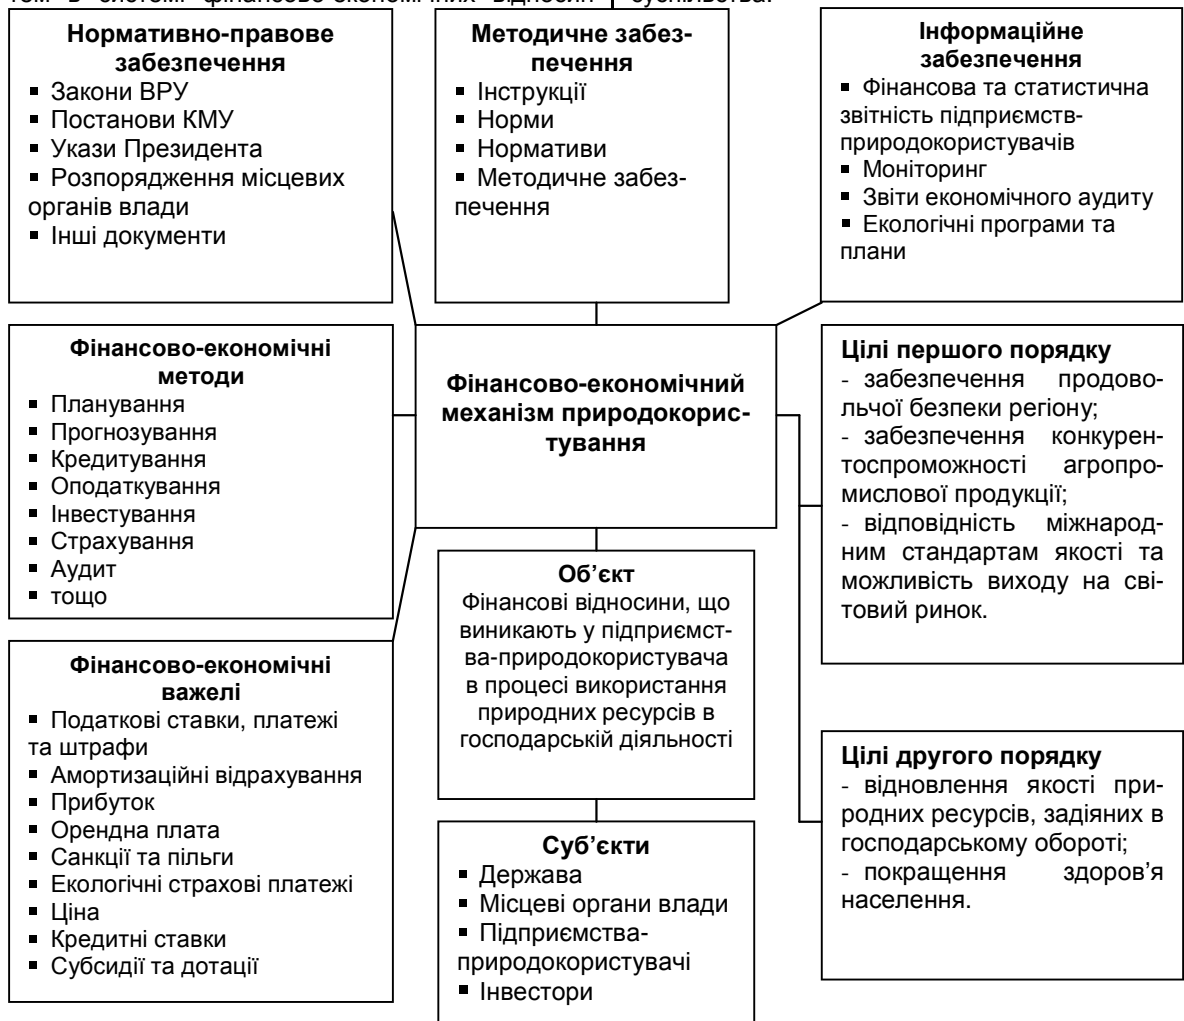 тем в системі фінансово-економічних відносин суспільства.
Нормативно-правове
забезпечення
▪ Закони ВРУ
▪ Постанови КМУ
▪ Укази Президента
▪ Розпорядження місцевих
органів влади
▪ Інші документи
Методичне забез-
печення
▪ Інструкції
▪ Норми
▪ Нормативи
▪ Методичне забез-
печення
Інформаційне
забезпечення
▪ Фінансова та статистична
звітність підприємств-
природокористувачів
▪ Моніторинг
▪ Звіти економічного аудиту
▪ Екологічні програми та
плани
Фінансово-економічні
методи
▪ Планування
▪ Прогнозування
▪ Кредитування
▪ Оподаткування
▪ Інвестування
▪ Страхування
▪ Аудит
▪ тощо
Фінансово-економічний
механізм природокорис-
тування
Цілі першого порядку
- забезпечення продово-
льчої безпеки регіону;
- забезпечення конкурен-
тоспроможності агропро-
мислової продукції;
- відповідність міжнарод-
ним стандартам якості та
можливість виходу на сві-
товий ринок.
Об’єкт
Фінансові відносини, що
виникають у підприємст-
ва-природокористувача
в процесі використання
природних ресурсів в
господарській діяльності
Фінансово-економічні
важелі
▪ Податкові ставки, платежі
та штрафи
▪ Амортизаційні відрахування
▪ Прибуток
▪ Орендна плата
▪ Санкції та пільги
▪ Екологічні страхові платежі
▪ Ціна
▪ Кредитні ставки
▪ Субсидії та дотації
Суб’єкти
▪ Держава
▪ Місцеві органи влади
▪ Підприємства-
природокористувачі
▪ Інвестори
Цілі другого порядку
- відновлення якості при-
родних ресурсів, задіяних в
господарському обороті;
- покращення здоров’я
населення.